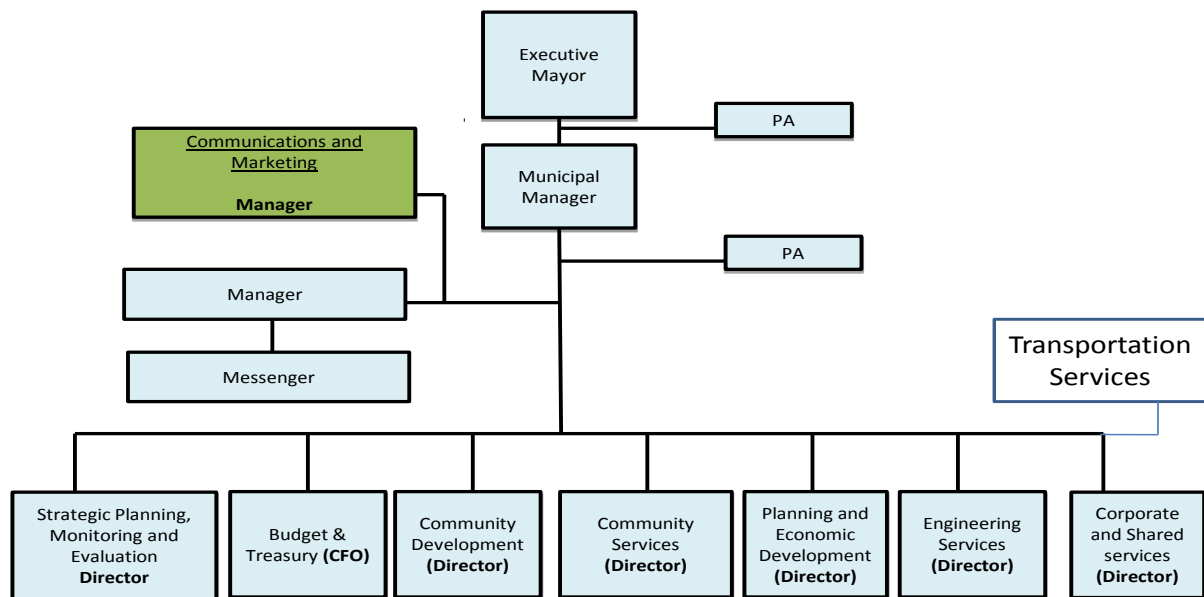 Executive
Mayor
PA
Communications and
Marketing
Manager
Municipal
Manager
PA
Manager
Messenger
Transportation
Services
Strategic Planning,
Monitoring and
Evaluation
Director
Budget &
Treasury (CFO)
Community
Development
(Director)
Community
Services
(Director)
Planning and
Economic
Development
(Director)
Engineering
Services
(Director)
Corporate
and Shared
services
(Director)